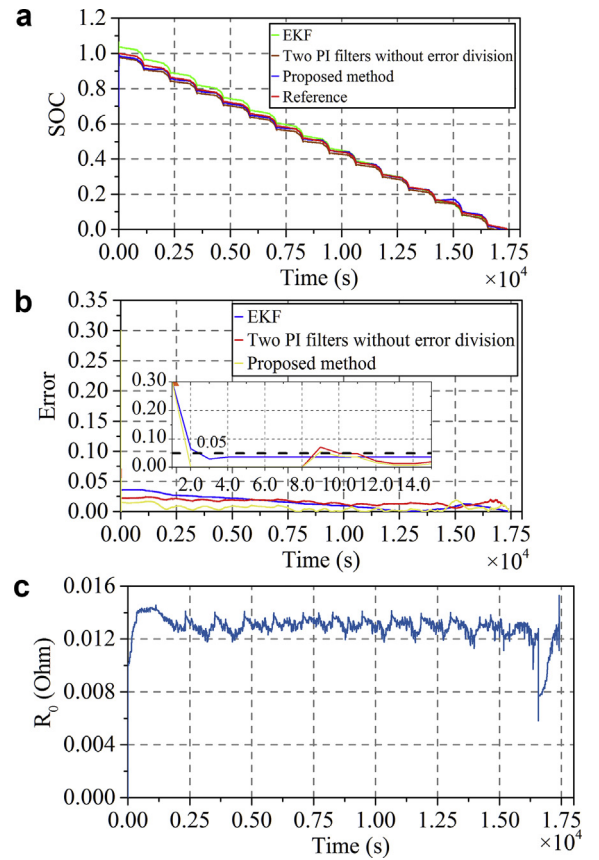 a
1.2
1.0
0.8
0.6
0.4
0.2
0.0
SOC
EKF
Two PI filters without error division
Proposed method
Reference
0.00 0.25 0.50 0.75 1.00 1.25 1.50 1.75
Time (s)
×10⁴
b
0.35
0.30
0.25
0.20
0.15
0.10
0.05
0.00
Error
EKF
Two PI filters without error division
Proposed method
0.30
0.20
0.10
0.00
0.05
1 2.0 4 6 8.0 10.0 12.0 14.0
0.00 0.25 0.50 0.75 1.00 1.25 1.50 1.75
Time (s)
×10⁴
c
0.016
0.012
0.008
0.004
0.000
R₀ (Ohm)
0.00 0.25 0.50 0.75 1.00 1.25 1.50 1.75
Time (s)
×10⁴